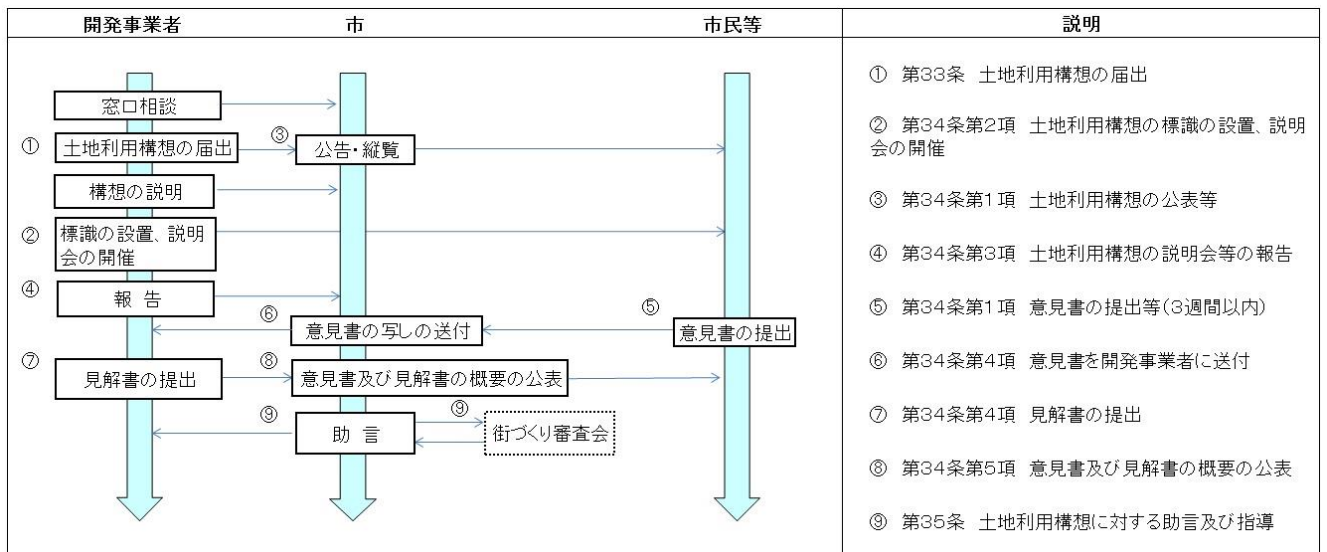 開発事業者
市
市民等
説明
窓口相談
① 土地利用構想の届出
③
公告・縦覧
構想の説明
② 標識の設置、説明
会の開催
④ 報 告
⑤
意見書の提出
⑥
意見書の写しの送付
⑦ 見解書の提出
⑧
意見書及び見解書の概要の公表
⑨
助 言
⑨
街づくり審査会
① 第33条 土地利用構想の届出
② 第34条第2項 土地利用構想の標識の設置、説明
会の開催
③ 第34条第1項 土地利用構想の公表等
④ 第34条第3項 土地利用構想の説明会等の報告
⑤ 第34条第1項 意見書の提出等(3週間以内)
⑥ 第34条第4項 意見書を開発事業者に送付
⑦ 第34条第4項 見解書の提出
⑧ 第34条第5項 意見書及び見解書の概要の公表
⑨ 第35条 土地利用構想に対する助言及び指導